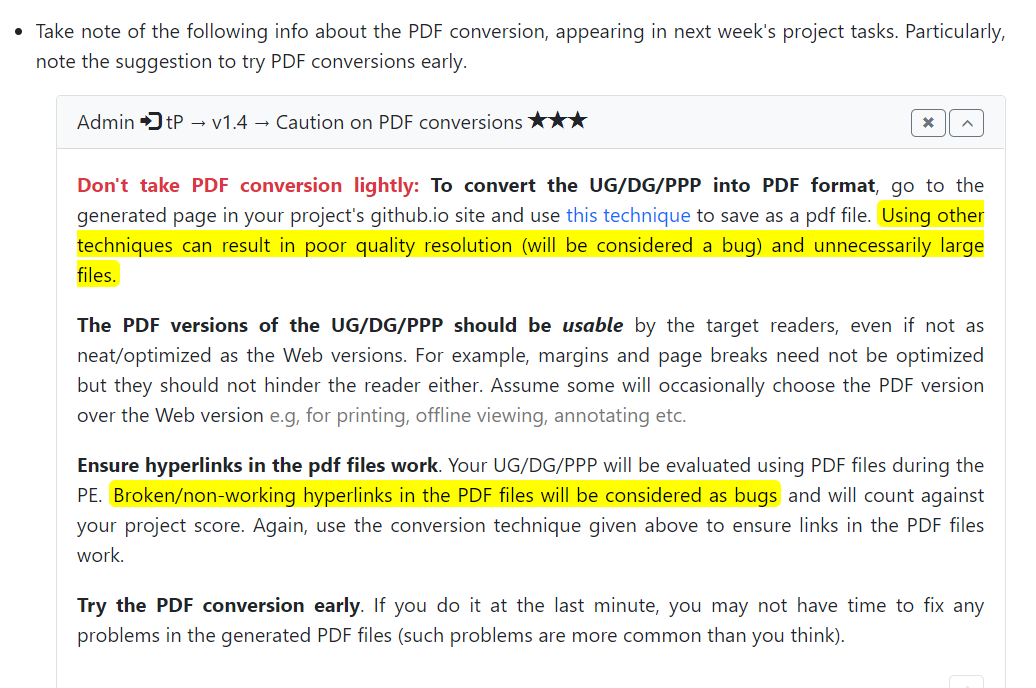 Take note of the following info about the PDF conversion, appearing in next week's project tasks. Particularly,
note the suggestion to try PDF conversions early.
Admin tP → v1.4 → Caution on PDF conversions ★★★
Don't take PDF conversion lightly: To convert the UG/DG/PPP into PDF format, go to the
generated page in your project's github.io site and use this technique to save as a pdf file. Using other
techniques can result in poor quality resolution (will be considered a bug) and unnecessarily large
files.
The PDF versions of the UG/DG/PPP should be usable by the target readers, even if not as
neat/optimized as the Web versions. For example, margins and page breaks need not be optimized
but they should not hinder the reader either. Assume some will occasionally choose the PDF version
over the Web version e.g, for printing, offline viewing, annotating etc.
Ensure hyperlinks in the pdf files work. Your UG/DG/PPP will be evaluated using PDF files during the
PE. Broken/non-working hyperlinks in the PDF files will be considered as bugs and will count against
your project score. Again, use the conversion technique given above to ensure links in the PDF files
work.
Try the PDF conversion early. If you do it at the last minute, you may not have time to fix any
problems in the generated PDF files (such problems are more common than you think).